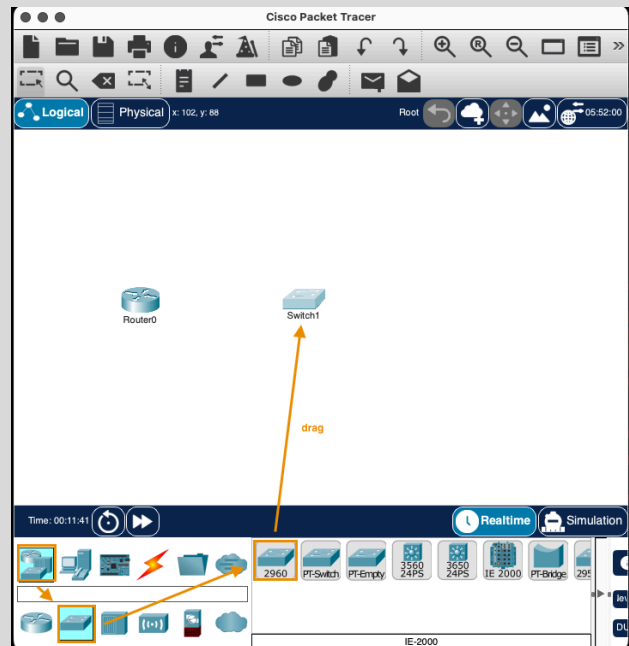 Cisco Packet Tracer
Logical
Physical
x: 102, y: 88
Root
05:52:00
Router0
Switch1
drag
Time: 00:11:41
Realtime
Simulation
2960
PT-Switch
PT-Empty
3560
24PS
3650
24PS
IE 2000
PT-Bridge
295
IE-2000